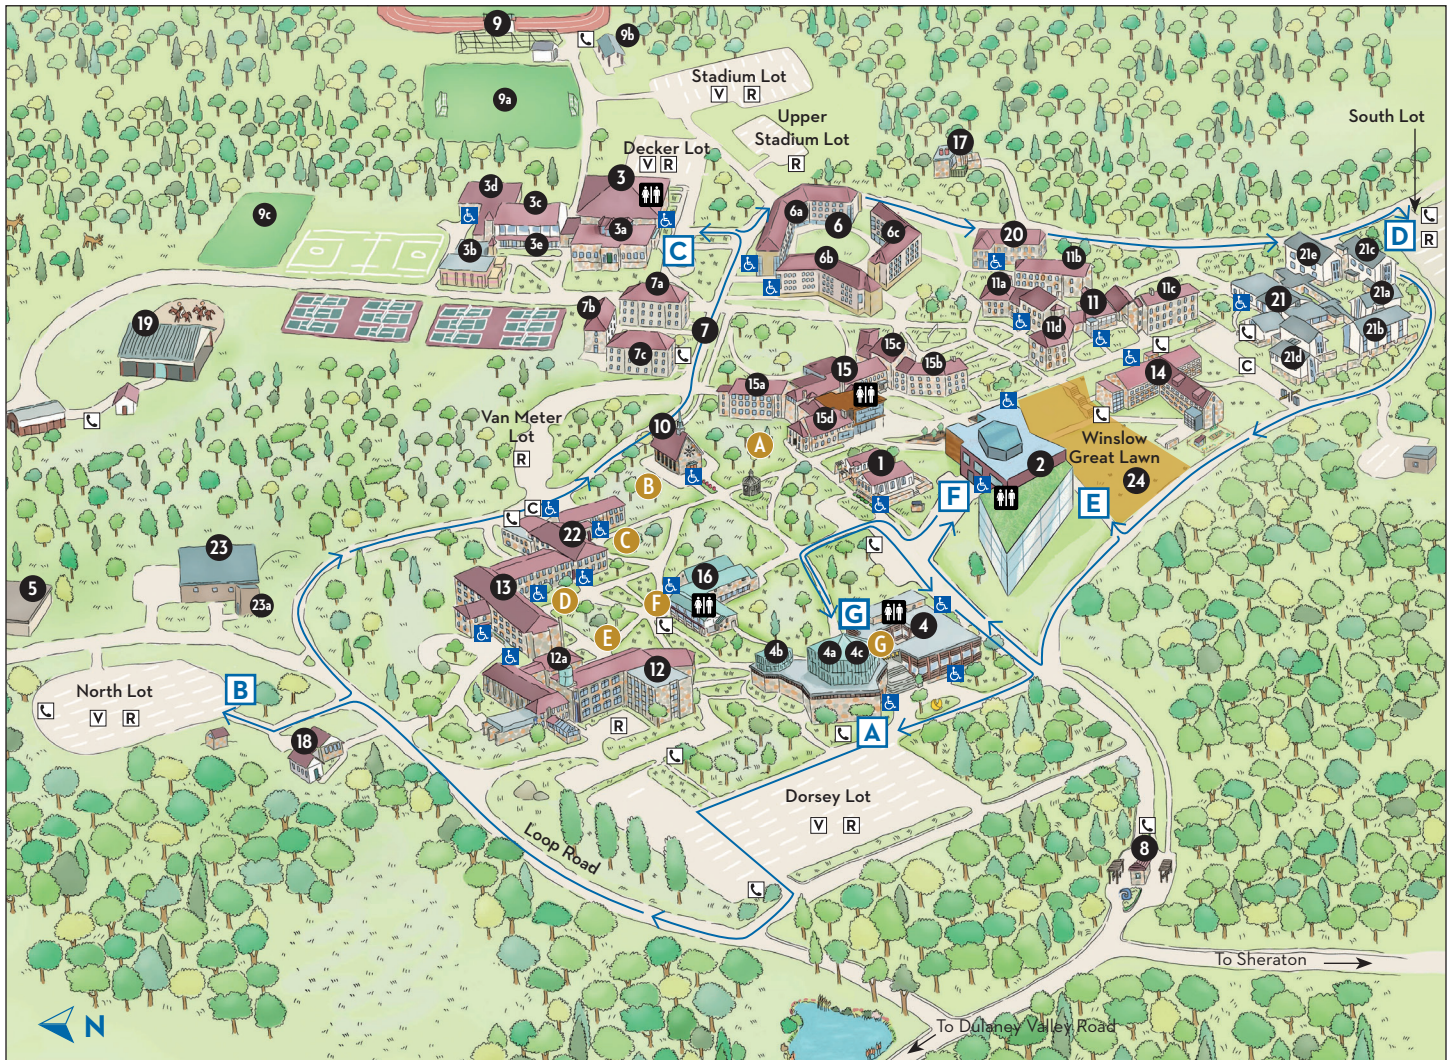 9
9b
Stadium Lot
V R
9a
Upper
Stadium Lot
R
South Lot
17
Decker Lot
V R
3
3d
3c
9c
6a
6
6c
3a
3e
3b
C
20
D
R
6b
11b
21e
21c
7a
11a
11
11c
21
21a
7b
19
7
11d
21b
7c
15c
21d
C
15
15b
14
15a
Van Meter
Lot
R
10
15d
A
Winslow
Great Lawn
24
1
2
B
F
E
C
22
C
23
5
13
16
23a
D
F
G
4
E
G
4b
4a
4c
12a
12
North Lot
V R
B
R
A
18
Dorsey Lot
V R
Loop Road
8
To Sheraton
N
To Dulaney Valley Road